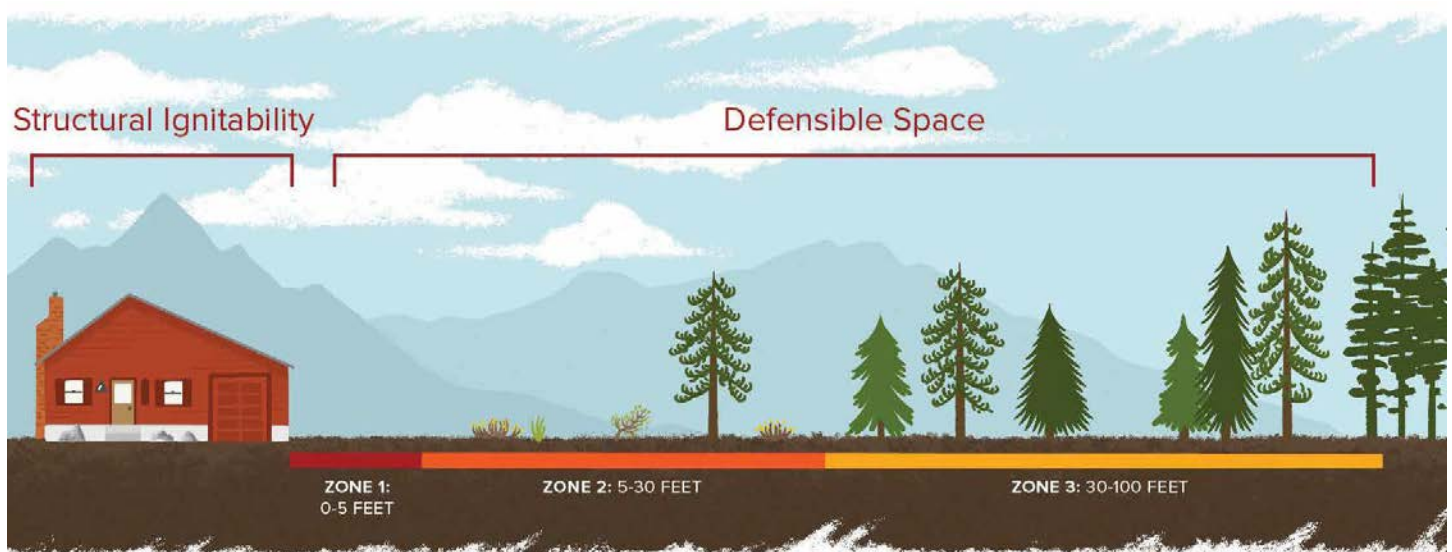 Structural Ignitability
Defensible Space
ZONE 1:
0-5 FEET
ZONE 2: 5-30 FEET
ZONE 3: 30-100 FEET